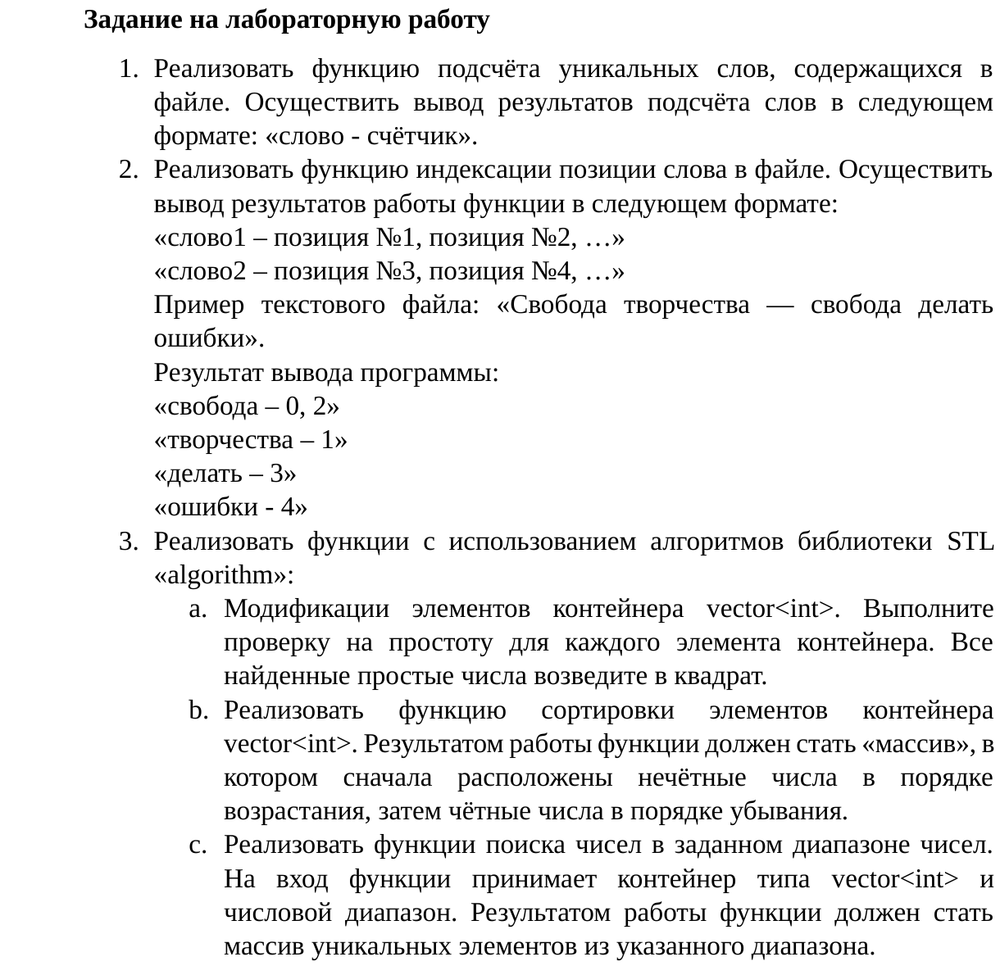 Задание на лабораторную работу
1. Реализовать функцию подсчёта уникальных слов, содержащихся в
файле. Осуществить вывод результатов подсчёта слов в следующем
формате: «слово - счётчик».
2. Реализовать функцию индексации позиции слова в файле. Осуществить
вывод результатов работы функции в следующем формате:
«слово1 – позиция №1, позиция №2, …»
«слово2 – позиция №3, позиция №4, …»
Пример текстового файла: «Свобода творчества — свобода делать
ошибки».
Результат вывода программы:
«свобода – 0, 2»
«творчества – 1»
«делать – 3»
«ошибки - 4»
3. Реализовать функции с использованием алгоритмов библиотеки STL
«algorithm»:
a. Модификации элементов контейнера vector<int>. Выполните
проверку на простоту для каждого элемента контейнера. Все
найденные простые числа возведите в квадрат.
b. Реализовать функцию сортировки элементов контейнера
vector<int>. Результатом работы функции должен стать «массив», в
котором сначала расположены нечётные числа в порядке
возрастания, затем чётные числа в порядке убывания.
c. Реализовать функции поиска чисел в заданном диапазоне чисел.
На вход функции принимает контейнер типа vector<int> и
числовой диапазон. Результатом работы функции должен стать
массив уникальных элементов из указанного диапазона.